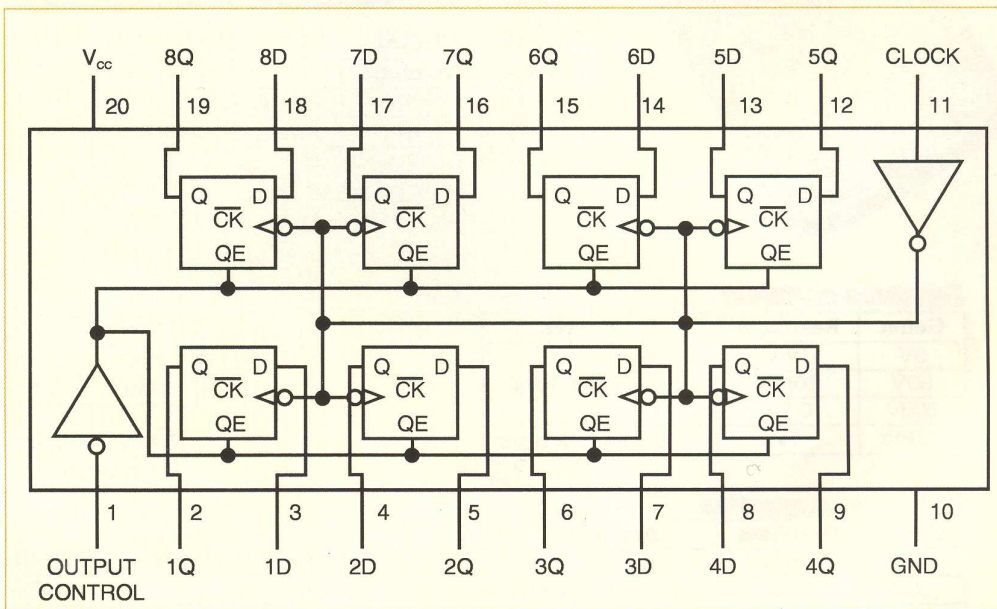 Vcc 8Q 8D 7D 7Q 6Q 6D 5D 5Q CLOCK
20 19 18 17 16 15 14 13 12 11
Q D Q D Q D Q D
CK CK CK CK
QE QE QE QE
Q D Q D Q D Q D
CK CK CK CK
QE QE QE QE
1 2 3 4 5 6 7 8 9 10
OUTPUT 1Q 1D 2D 2Q 3Q 3D 4D 4Q GND
CONTROL